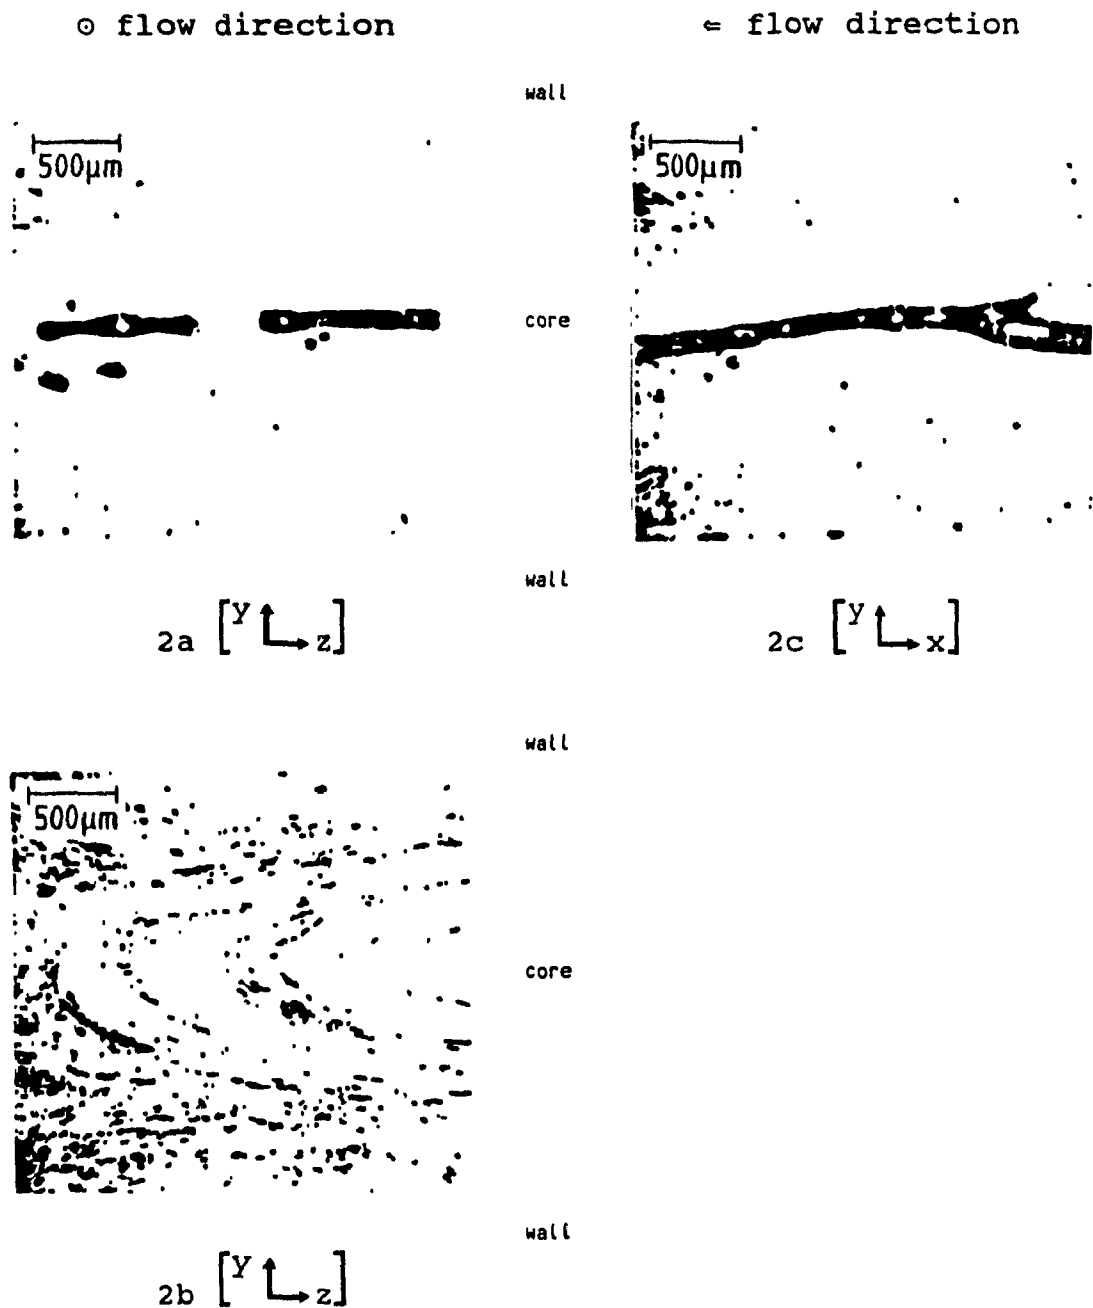 ⊙ flow direction
⇐ flow direction
wall
500μm
500μm
core
wall
2a [y z]
2c [y x]
wall
500μm
core
wall
2b [y z]